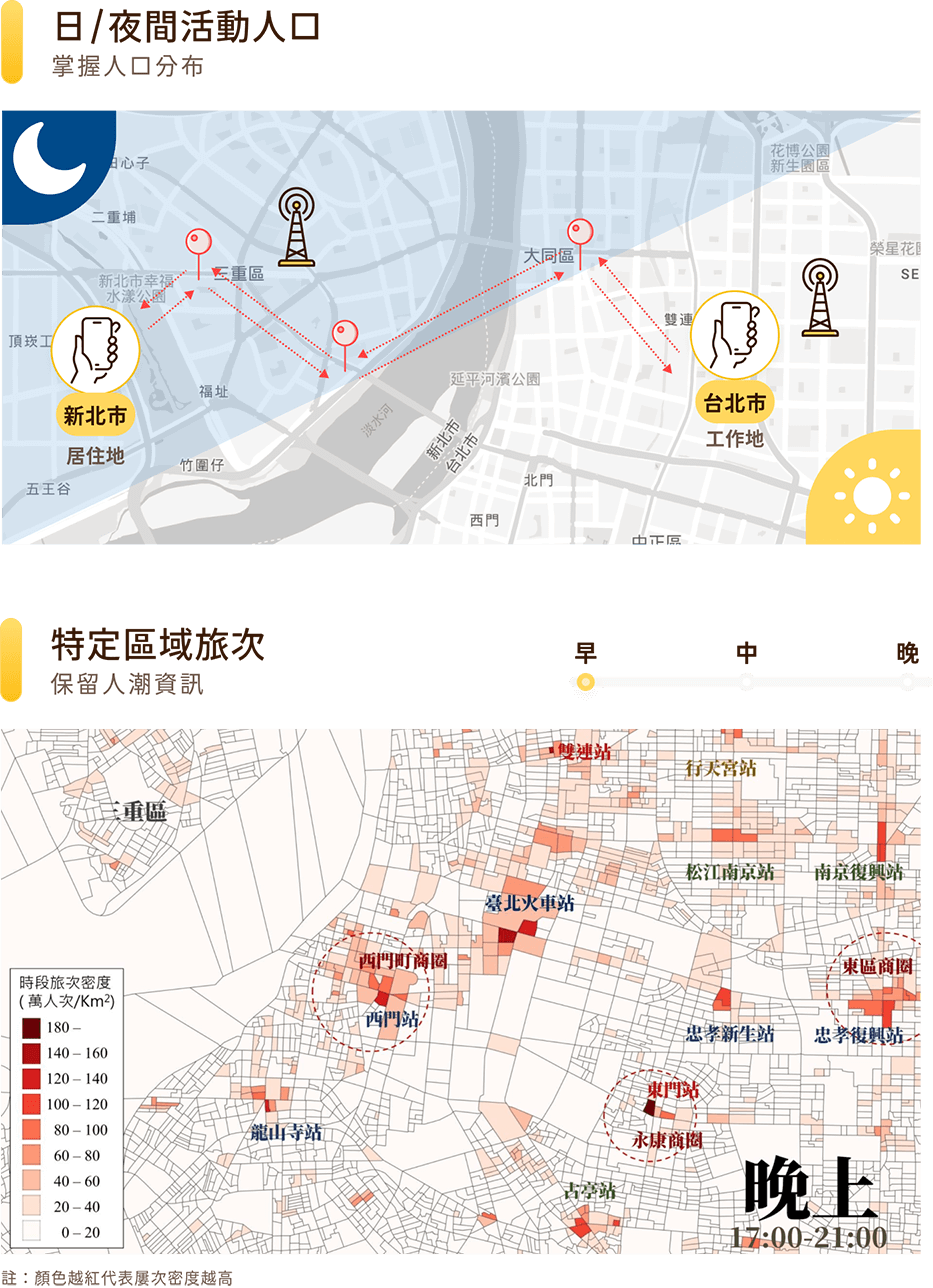 日/夜間活動人口
掌握人口分布
花博公園
新生園區
二重埔
榮星花
大同區
三重區
SE
新北市幸福
水漾公園
雙連
頂崁工
延平河濱公園
福址
台北市
新北市
淡水河
新北市
台北市
工作地
居住地
竹圍仔
北門
五王谷
西門
中正區
特定區域旅次
保留人潮資訊
早
中
晚
雙連站
行天宮站
三重區
松江南京站
南京復興站
臺北火車站
西門町商圈
東區商圈
西門站
忠孝新生站
忠孝復興站
時段旅次密度
(萬人次/Km²)
180 –
140 – 160
120 – 140
100 – 120
80 – 100
60 – 80
40 – 60
20 – 40
0 – 20
東門站
永康商圈
龍山寺站
古亭站
晚上
17:00-21:00
註：顏色越紅代表屢次密度越高